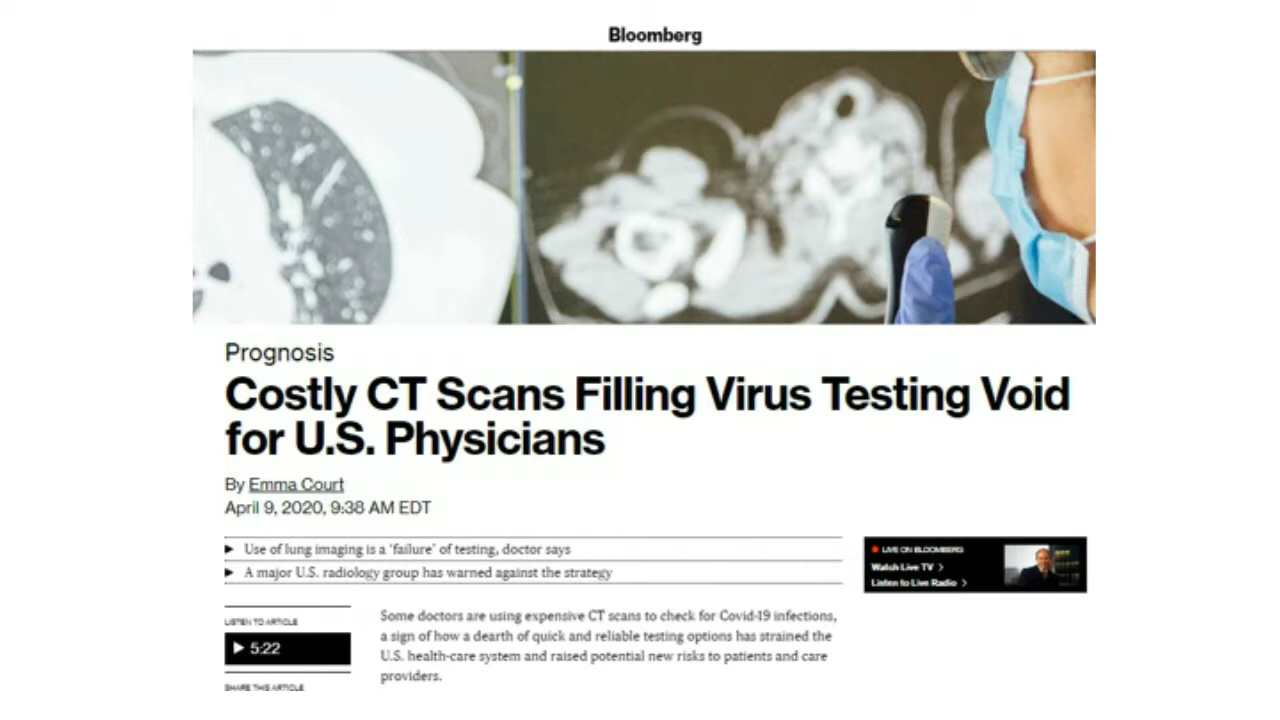 Bloomberg
Prognosis
Costly CT Scans Filling Virus Testing Void
for U.S. Physicians
By Emma Court
April 9, 2020, 9:38 AM EDT
Use of lung imaging is a ‘failure’ of testing, doctor says
A major U.S. radiology group has warned against the strategy
LIVE ON BLOOMBERG
Watch Live TV
Listen to Live Radio
LISTEN TO ARTICLE
5:22
SHARE THIS ARTICLE
Some doctors are using expensive CT scans to check for Covid-19 infections,
a sign of how a dearth of quick and reliable testing options has strained the
U.S. health-care system and raised potential new risks to patients and care
providers.